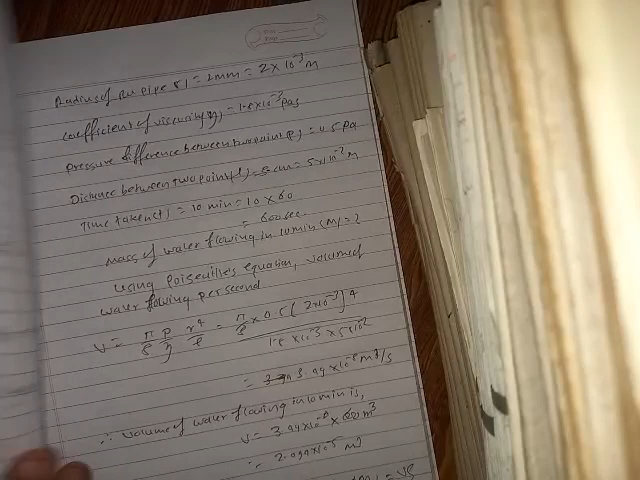 Radius of the pipe r) = 2mm = 2 × 10⁻³ m
coefficient of viscosity η) = 1.8×10⁻³ Pas
pressure difference between two point(P) = 0.5 Pa
Distance between two point(l) = 5 cm = 5×10⁻² m
Time taken(t) = 10 min = 10 × 60
= 600 sec.
mass of water flowing in 10 min (M) = ?
using Poiseuille's equation, volume of
water flowing per second
V = π/8 P/η r⁴/l = π/8 × 0.5 (2×10⁻³)⁴ / 1.8 × 10⁻³ × 5×10⁻²
= 3.49 × 10⁻⁸ m³/s
∴ volume of water flowing in 10 min is,
V = 3.49×10⁻⁸ × 600 m³
= 2.094×10⁻⁵ m³